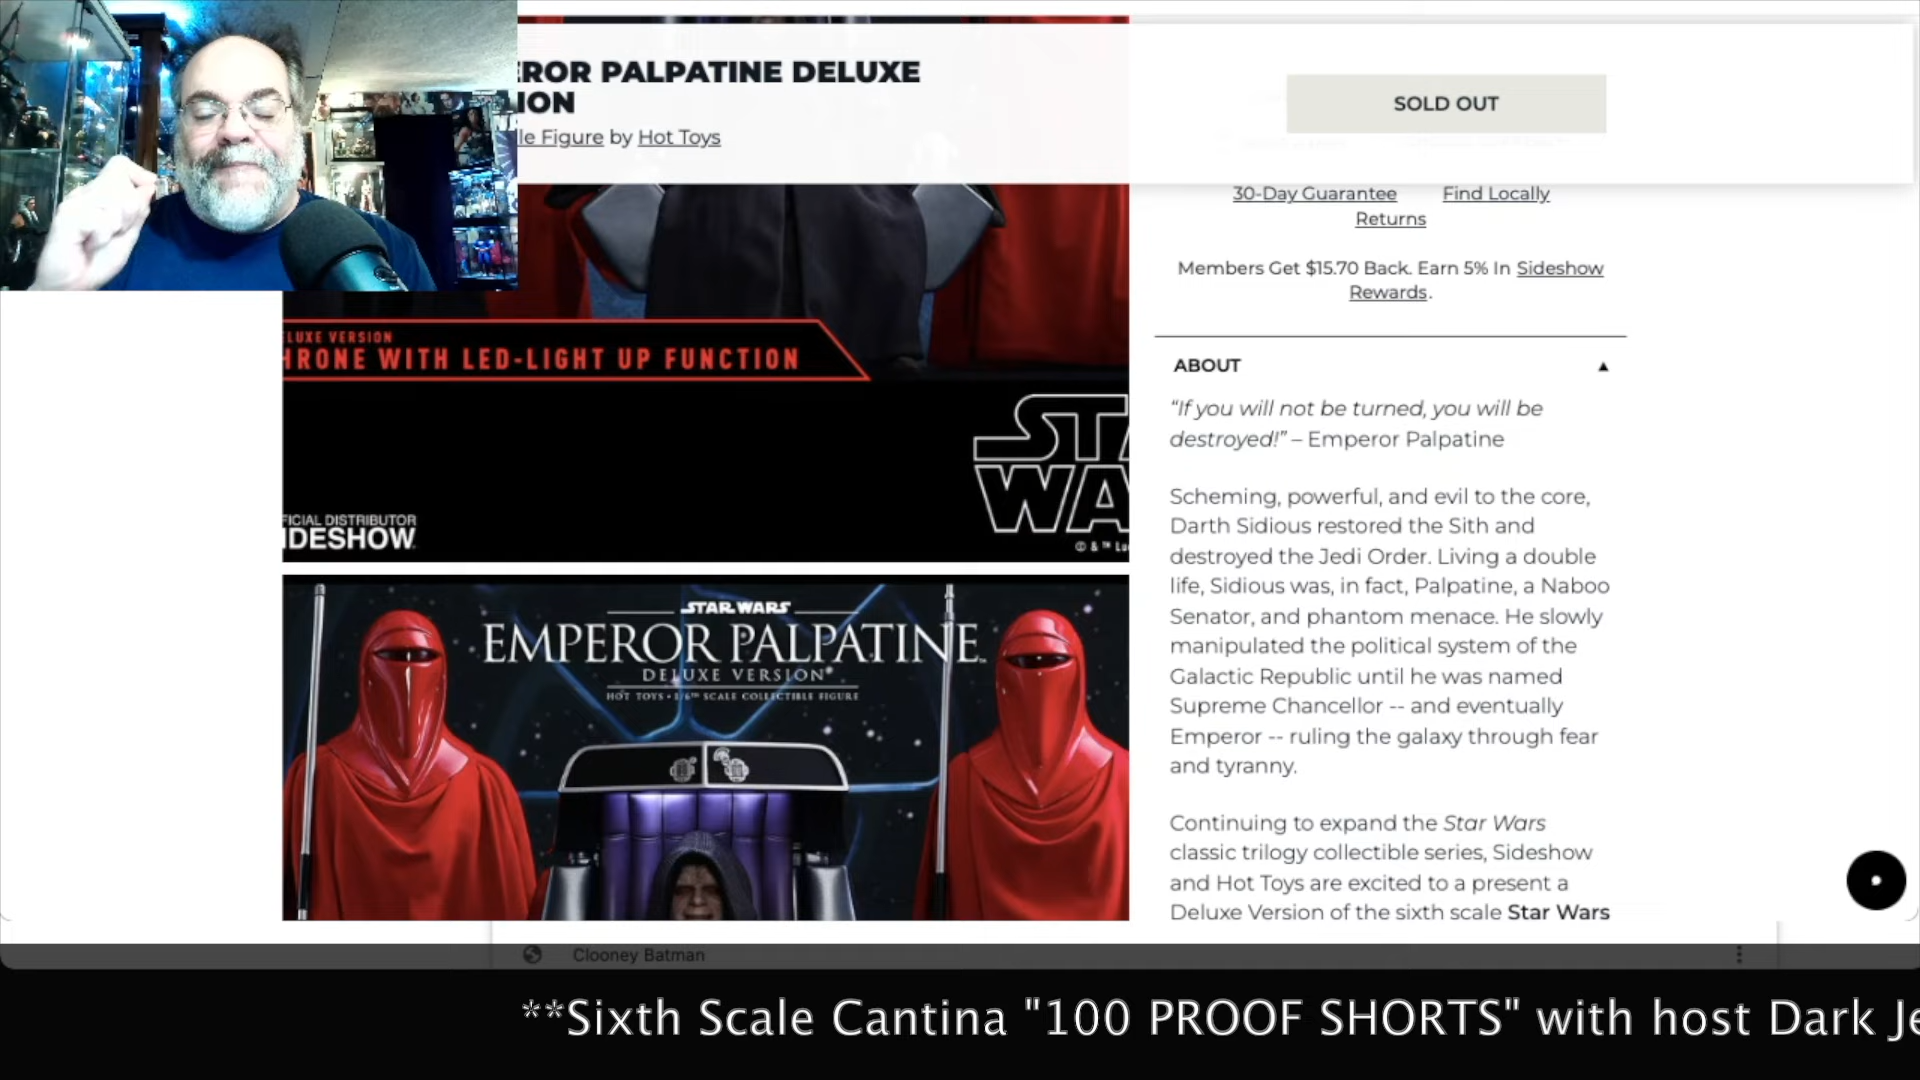 EROR PALPATINE DELUXE
ION
le Figure by Hot Toys
SOLD OUT
30-Day Guarantee
Find Locally
Returns
Members Get $15.70 Back. Earn 5% In Sideshow
Rewards.
LUXE VERSION
HRONE WITH LED-LIGHT UP FUNCTION
STA
WA
© & ™ Lu
FICIAL DISTRIBUTOR
IDESHOW
ABOUT
“If you will not be turned, you will be
destroyed!” – Emperor Palpatine
Scheming, powerful, and evil to the core,
Darth Sidious restored the Sith and
destroyed the Jedi Order. Living a double
life, Sidious was, in fact, Palpatine, a Naboo
Senator, and phantom menace. He slowly
manipulated the political system of the
Galactic Republic until he was named
Supreme Chancellor -- and eventually
Emperor -- ruling the galaxy through fear
and tyranny.
Continuing to expand the Star Wars
classic trilogy collectible series, Sideshow
and Hot Toys are excited to a present a
Deluxe Version of the sixth scale Star Wars
STAR WARS
EMPEROR PALPATINE™
DELUXE VERSION*
HOT TOYS • 1/6™ SCALE COLLECTIBLE FIGURE
Clooney Batman
**Sixth Scale Cantina "100 PROOF SHORTS" with host Dark Je